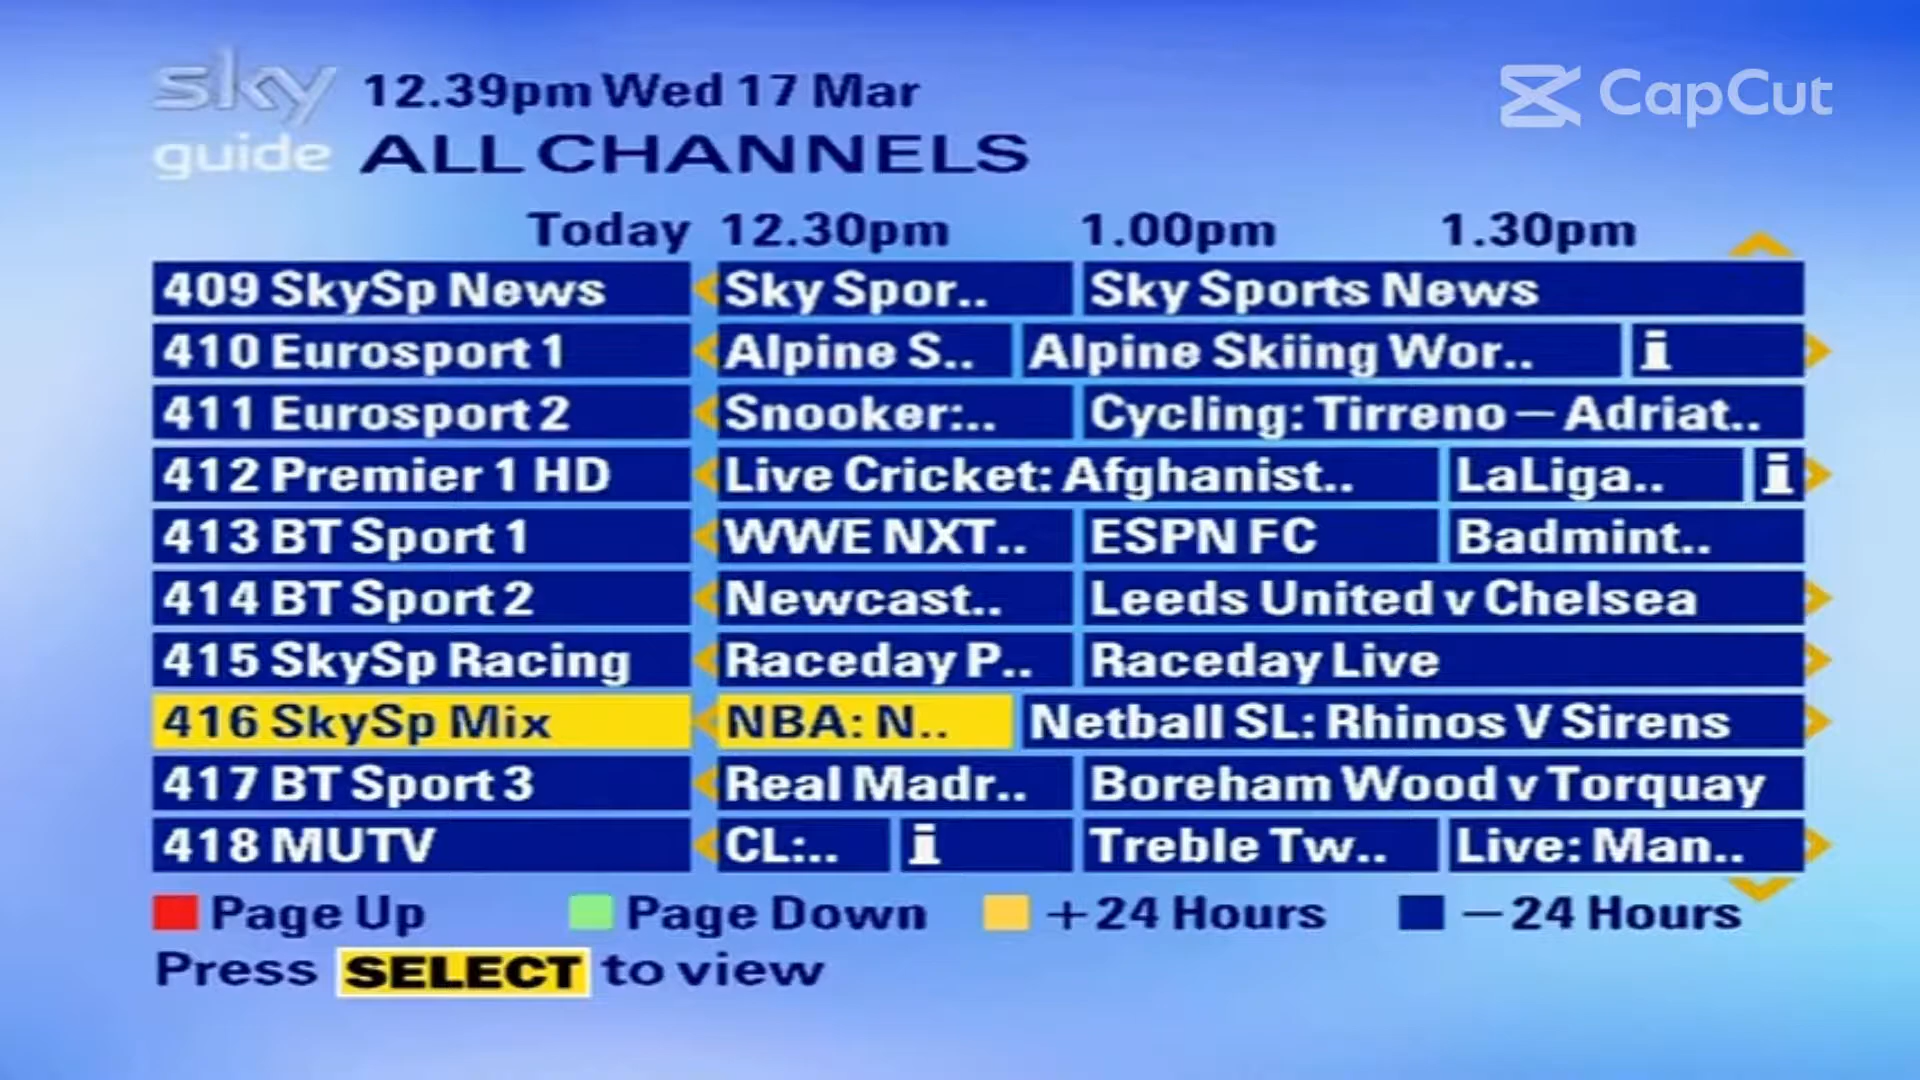 sky guide 12.39pm Wed 17 Mar
ALL CHANNELS
CapCut
Today 12.30pm 1.00pm 1.30pm
409 SkySp News Sky Spor.. Sky Sports News
410 Eurosport 1 Alpine S.. Alpine Skiing Wor.. i
411 Eurosport 2 Snooker:.. Cycling: Tirreno – Adriat..
412 Premier 1 HD Live Cricket: Afghanist.. LaLiga.. i
413 BT Sport 1 WWE NXT.. ESPN FC Badmint..
414 BT Sport 2 Newcast.. Leeds United v Chelsea
415 SkySp Racing Raceday P.. Raceday Live
416 SkySp Mix NBA: N.. Netball SL: Rhinos V Sirens
417 BT Sport 3 Real Madr.. Boreham Wood v Torquay
418 MUTV CL:.. i Treble Tw.. Live: Man..
Page Up Page Down +24 Hours –24 Hours
Press SELECT to view